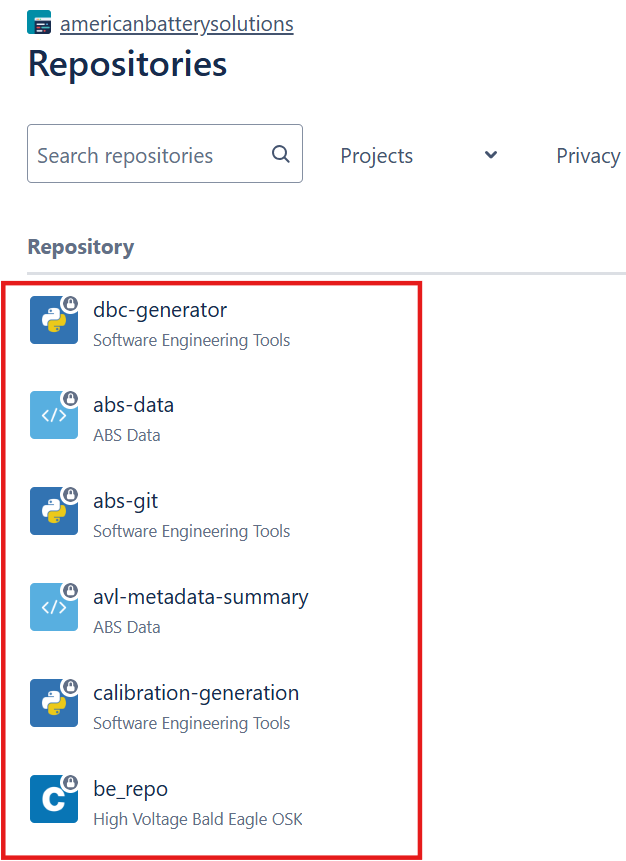 americanbatterysolutions
Repositories
Search repositories
Projects
Privacy
Repository
dbc-generator
Software Engineering Tools
abs-data
ABS Data
abs-git
Software Engineering Tools
avl-metadata-summary
ABS Data
calibration-generation
Software Engineering Tools
be_repo
High Voltage Bald Eagle OSK